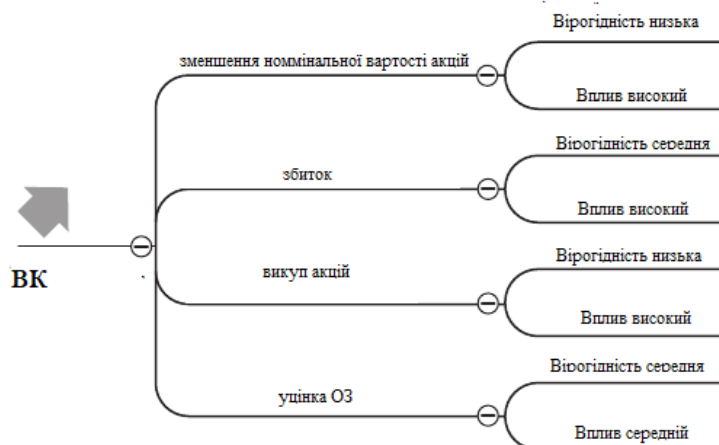 Вірогідність низька
зменшення номмінальної вартості акцій
Вплив високий
Вірогідність середня
збиток
Вплив високий
ВК
Вірогідність низька
викуп акцій
Вплив високий
Вірогідність середня
уцінка ОЗ
Вплив середній